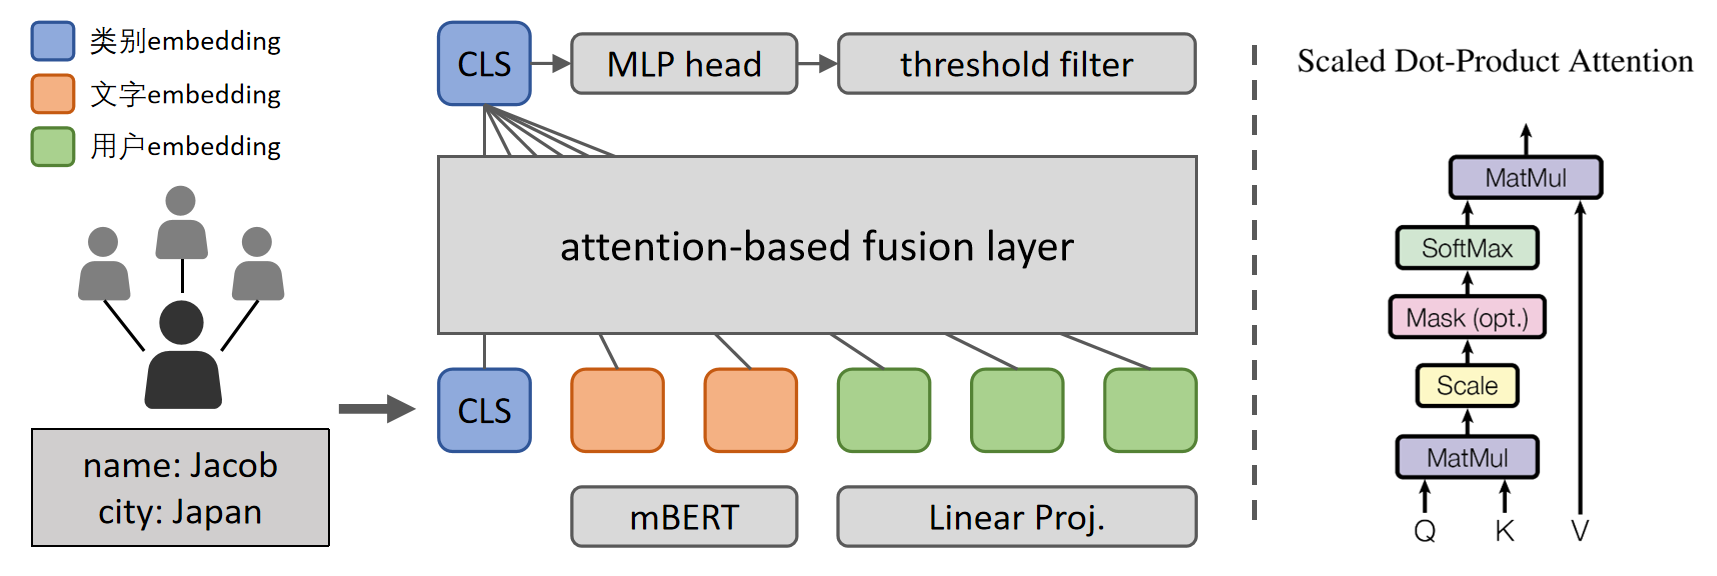 类别embedding
文字embedding
用户embedding
name: Jacob
city: Japan
CLS
MLP head
threshold filter
attention-based fusion layer
CLS
mBERT
Linear Proj.
Scaled Dot-Product Attention
MatMul
SoftMax
Mask (opt.)
Scale
MatMul
Q
K
V